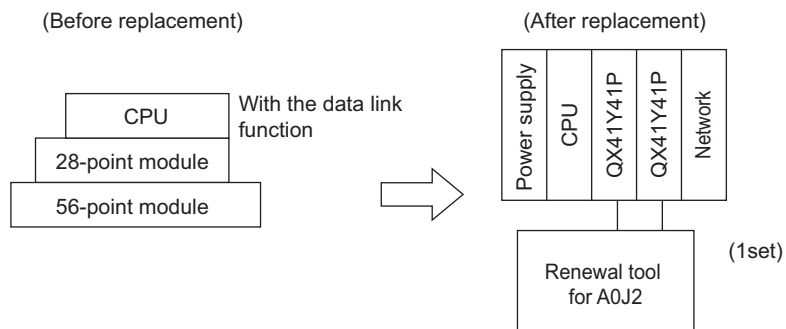 (Before replacement)
CPU
With the data link
function
28-point module
56-point module
(After replacement)
Power supply
CPU
QX41Y41P
QX41Y41P
Network
Renewal tool
for A0J2
(1set)